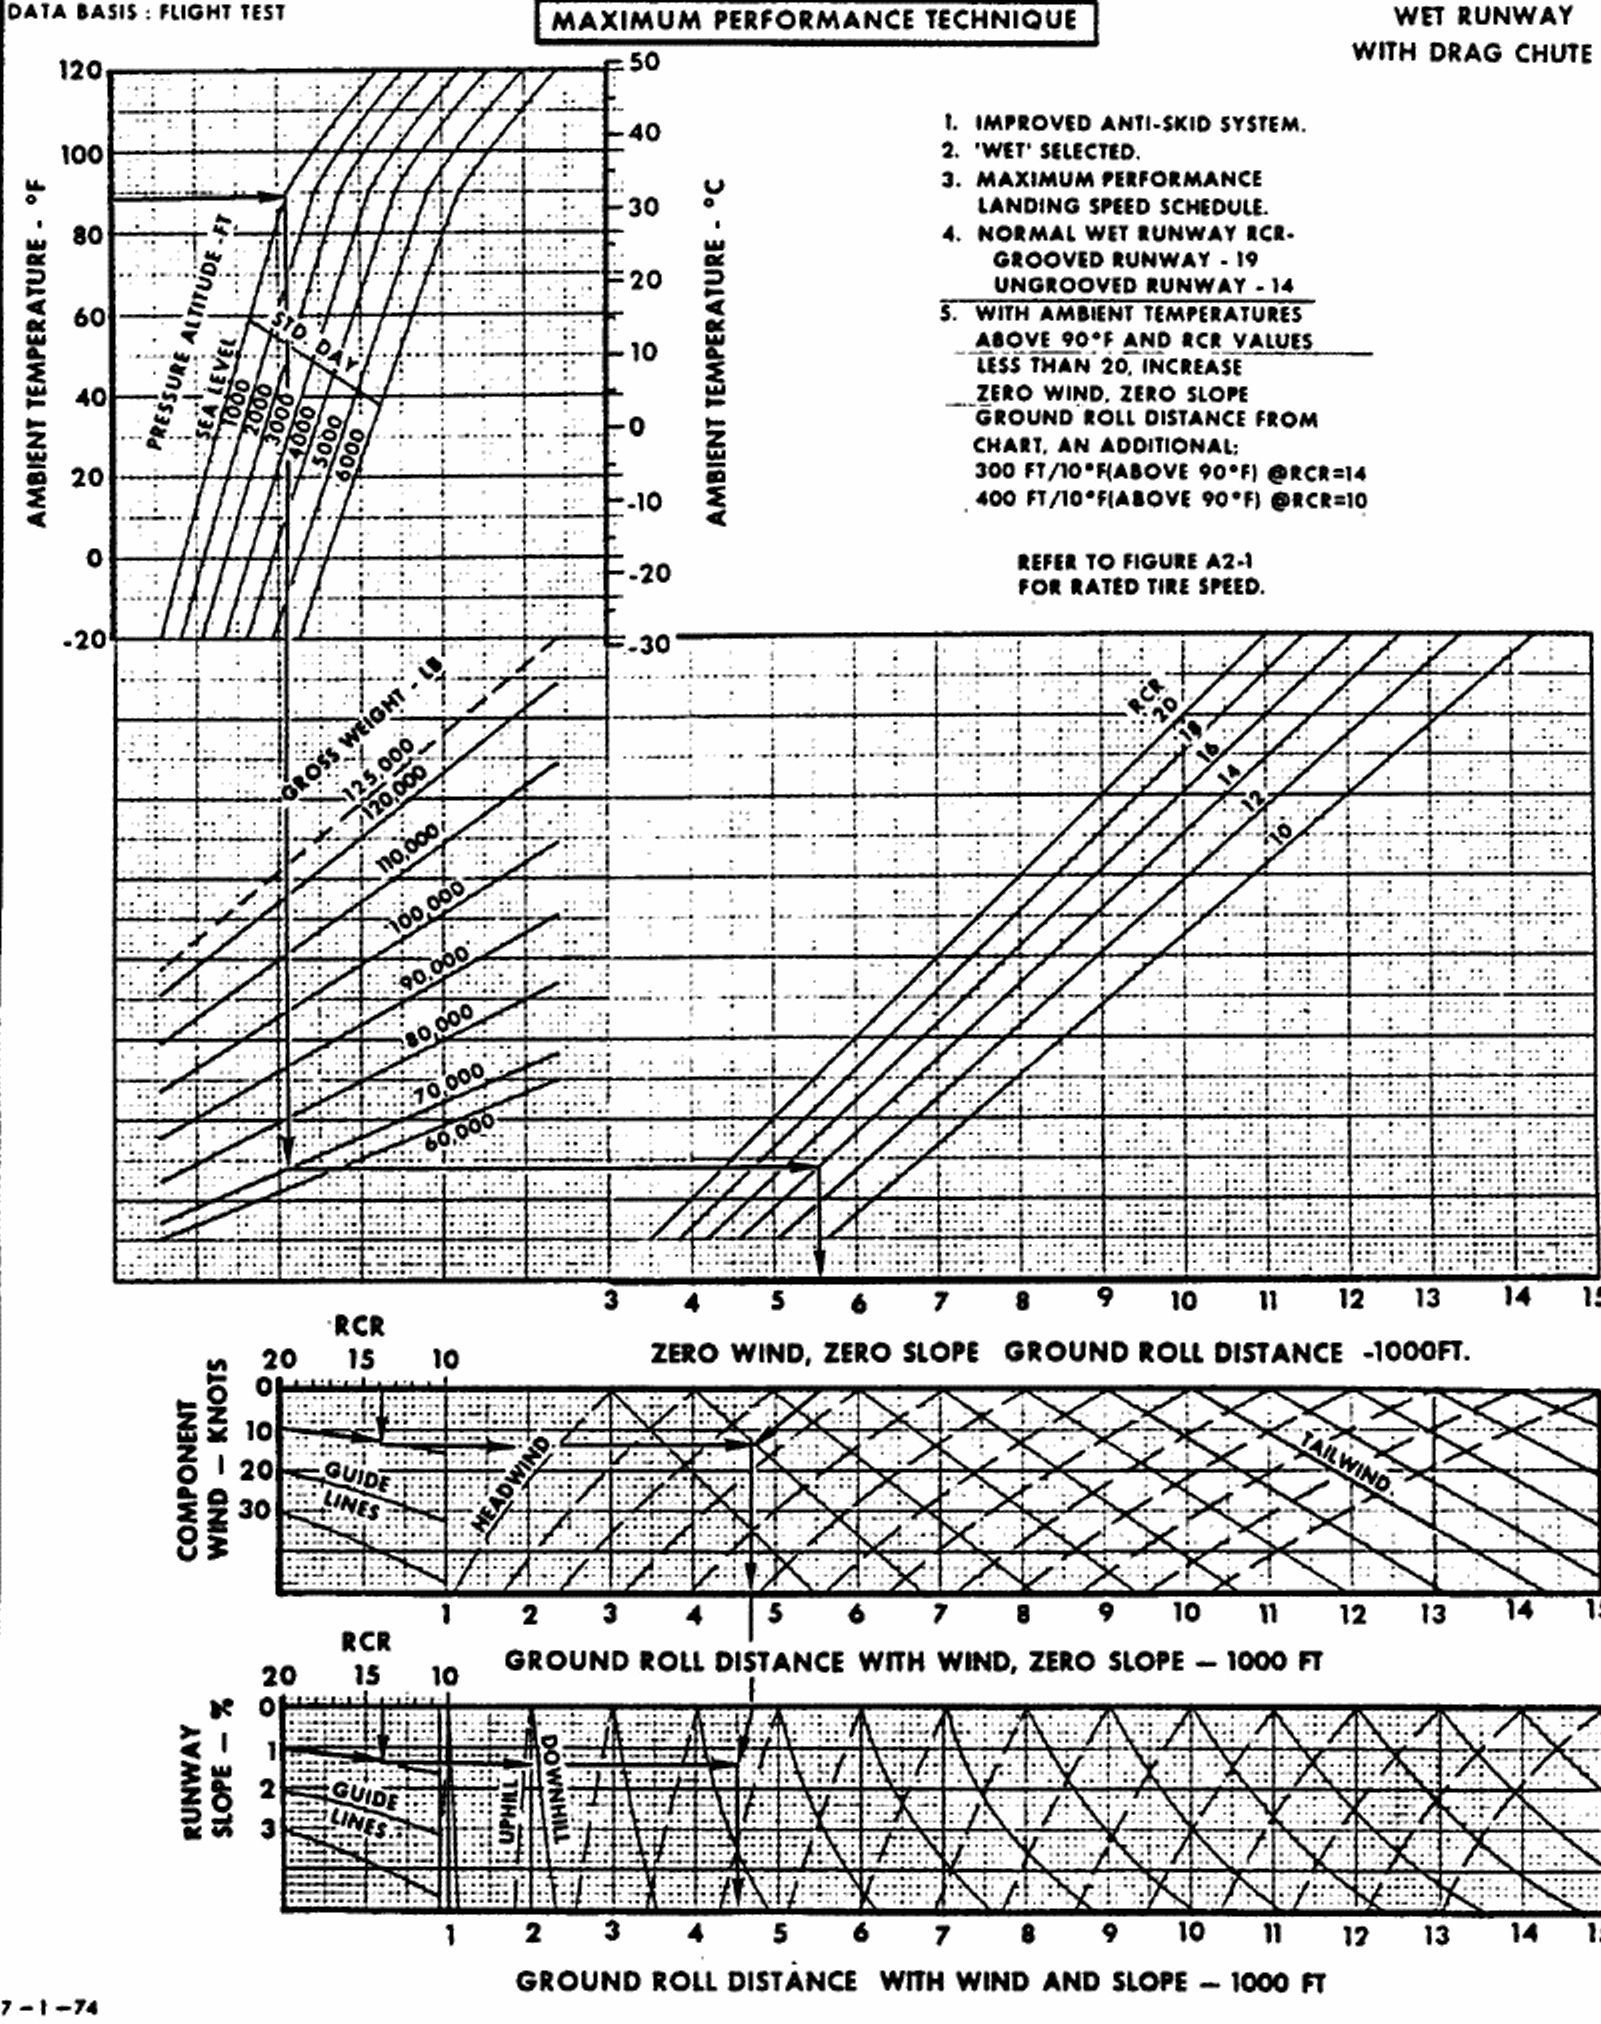 DATA BASIS : FLIGHT TEST
MAXIMUM PERFORMANCE TECHNIQUE
WET RUNWAY
WITH DRAG CHUTE
120
100
80
60
40
20
0
-20
AMBIENT TEMPERATURE - °F
50
40
30
20
10
0
-10
-20
-30
AMBIENT TEMPERATURE - °C
PRESSURE ALTITUDE -FT
SEA LEVEL
1000
2000
3000
4000
5000
6000
STD. DAY
1. IMPROVED ANTI-SKID SYSTEM.
2. 'WET' SELECTED.
3. MAXIMUM PERFORMANCE
LANDING SPEED SCHEDULE.
4. NORMAL WET RUNWAY RCR-
GROOVED RUNWAY - 19
UNGROOVED RUNWAY - 14
5. WITH AMBIENT TEMPERATURES
ABOVE 90°F AND RCR VALUES
LESS THAN 20, INCREASE
ZERO WIND, ZERO SLOPE
GROUND ROLL DISTANCE FROM
CHART, AN ADDITIONAL;
300 FT/10°F(ABOVE 90°F) @RCR=14
400 FT/10°F(ABOVE 90°F) @RCR=10
REFER TO FIGURE A2-1
FOR RATED TIRE SPEED.
GROSS WEIGHT - LB
125,000
120,000
110,000
100,000
90,000
80,000
70,000
60,000
RCR
20
18
16
14
12
10
3 4 5 6 7 8 9 10 11 12 13 14
ZERO WIND, ZERO SLOPE GROUND ROLL DISTANCE -1000FT.
RCR
20 15 10
COMPONENT
WIND — KNOTS
0
10
20
30
GUIDE
LINES
HEADWIND
TAILWIND
1 2 3 4 5 6 7 8 9 10 11 12 13 14
GROUND ROLL DISTANCE WITH WIND, ZERO SLOPE — 1000 FT
RCR
20 15 10
RUNWAY
SLOPE — %
0
1
2
3
GUIDE
LINES
UPHILL
DOWNHILL
1 2 3 4 5 6 7 8 9 10 11 12 13 14
GROUND ROLL DISTANCE WITH WIND AND SLOPE — 1000 FT
7 - 1 - 74